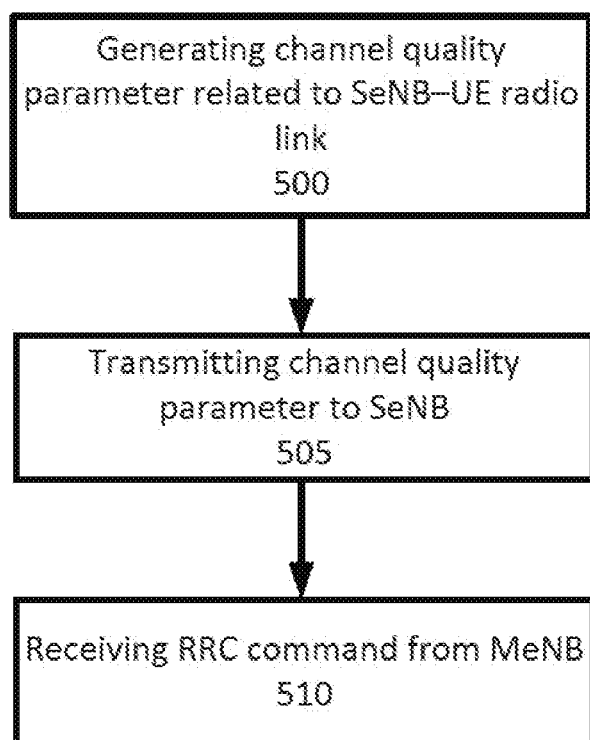 Generating channel quality
parameter related to SeNB–UE radio
link
500
Transmitting channel quality
parameter to SeNB
505
Receiving RRC command from MeNB
510